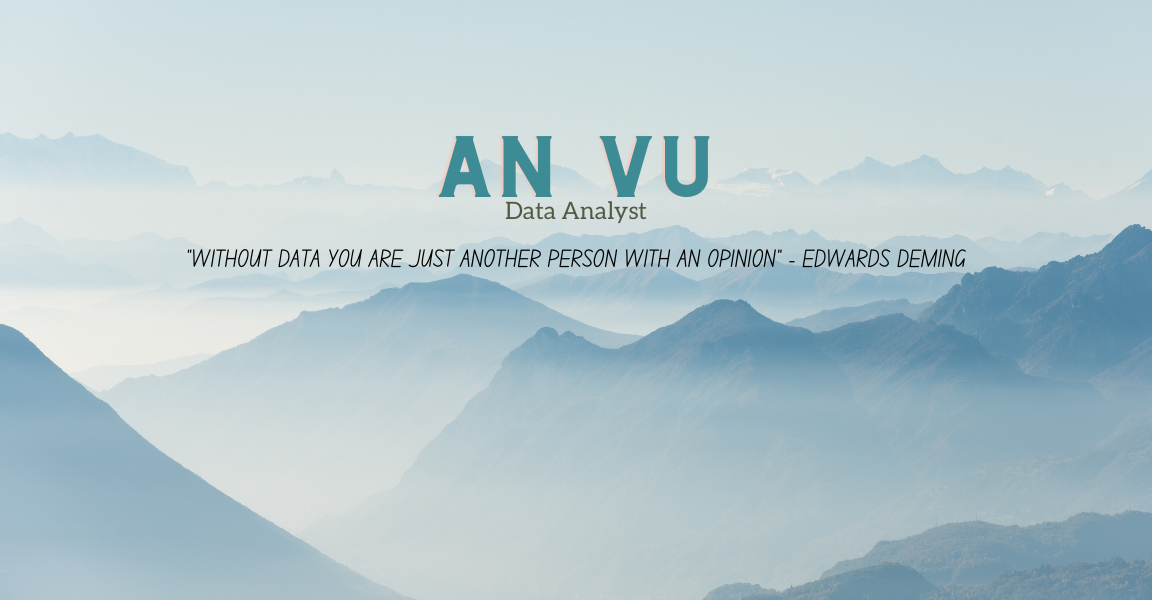 AN VU
Data Analyst
"WITHOUT DATA YOU ARE JUST ANOTHER PERSON WITH AN OPINION" - EDWARDS DEMING